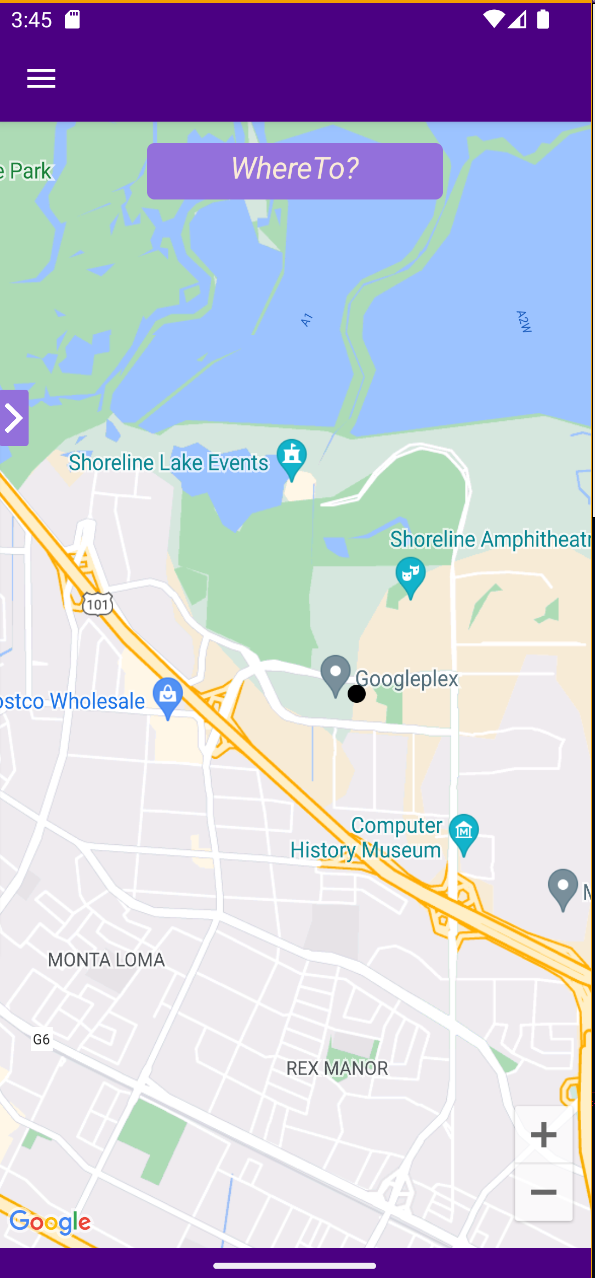 3:45
e Park
WhereTo?
A1
A2W
Shoreline Lake Events
Shoreline Amphitheatr
101
Googleplex
ostco Wholesale
Computer
History Museum
M
MONTA LOMA
G6
REX MANOR
+
−
Google